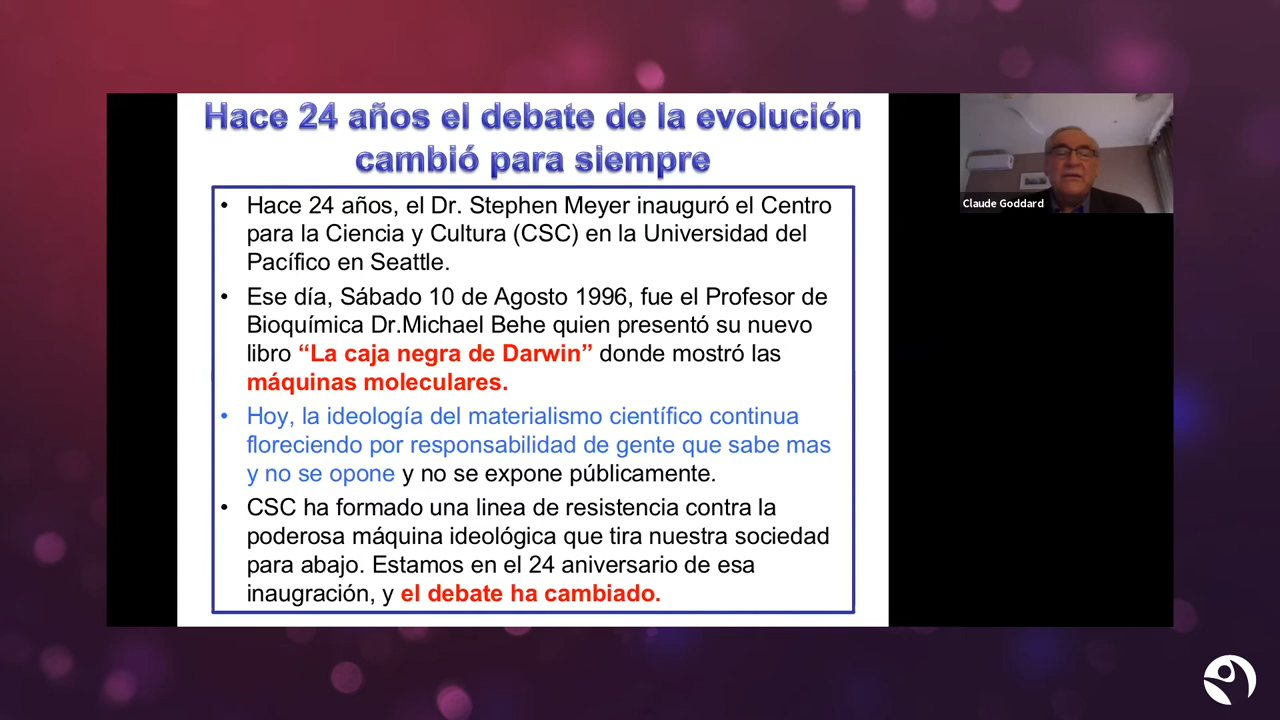 Hace 24 años el debate de la evolución
cambió para siempre
• Hace 24 años, el Dr. Stephen Meyer inauguró el Centro
para la Ciencia y Cultura (CSC) en la Universidad del
Pacífico en Seattle.
• Ese día, Sábado 10 de Agosto 1996, fue el Profesor de
Bioquímica Dr.Michael Behe quien presentó su nuevo
libro “La caja negra de Darwin” donde mostró las
máquinas moleculares.
• Hoy, la ideología del materialismo científico continua
floreciendo por responsabilidad de gente que sabe mas
y no se opone y no se expone públicamente.
• CSC ha formado una linea de resistencia contra la
poderosa máquina ideológica que tira nuestra sociedad
para abajo. Estamos en el 24 aniversario de esa
inaugración, y el debate ha cambiado.
Claude Goddard